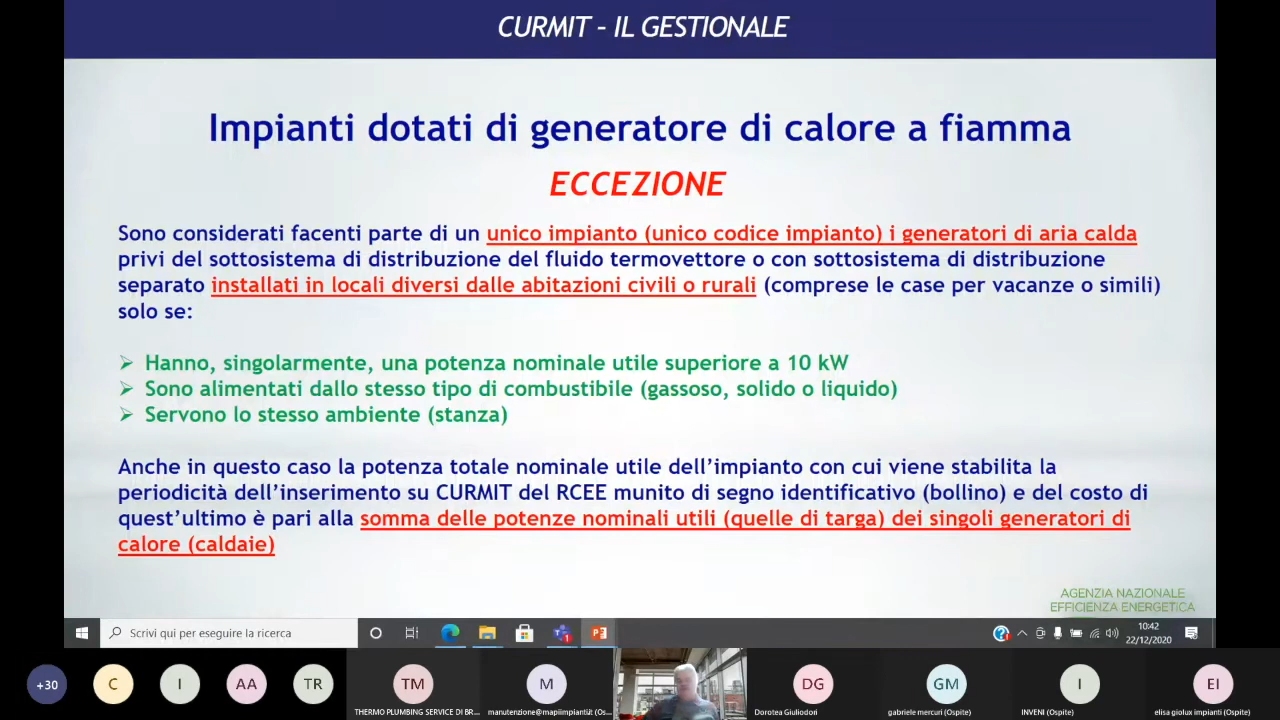 CURMIT – IL GESTIONALE
Impianti dotati di generatore di calore a fiamma
ECCEZIONE
Sono considerati facenti parte di un unico impianto (unico codice impianto) i generatori di aria calda
privi del sottosistema di distribuzione del fluido termovettore o con sottosistema di distribuzione
separato installati in locali diversi dalle abitazioni civili o rurali (comprese le case per vacanze o simili)
solo se:
Hanno, singolarmente, una potenza nominale utile superiore a 10 kW
Sono alimentati dallo stesso tipo di combustibile (gassoso, solido o liquido)
Servono lo stesso ambiente (stanza)
Anche in questo caso la potenza totale nominale utile dell'impianto con cui viene stabilita la
periodicità dell'inserimento su CURMIT del RCEE munito di segno identificativo (bollino) e del costo di
quest'ultimo è pari alla somma delle potenze nominali utili (quelle di targa) dei singoli generatori di
calore (caldaie)
AGENZIA NAZIONALE
EFFICIENZA ENERGETICA
Scrivi qui per eseguire la ricerca
10:42
22/12/2020
+30
C
I
AA
TR
TM
M
DG
GM
I
EI
THERMO PLUMBING SERVICE DI BR...
manutenzione@mapiimpianti.it (Os...
Dorotea Giuliodori
gabriele mercuri (Ospite)
INVENI (Ospite)
elisa giolux impianti (Ospite)